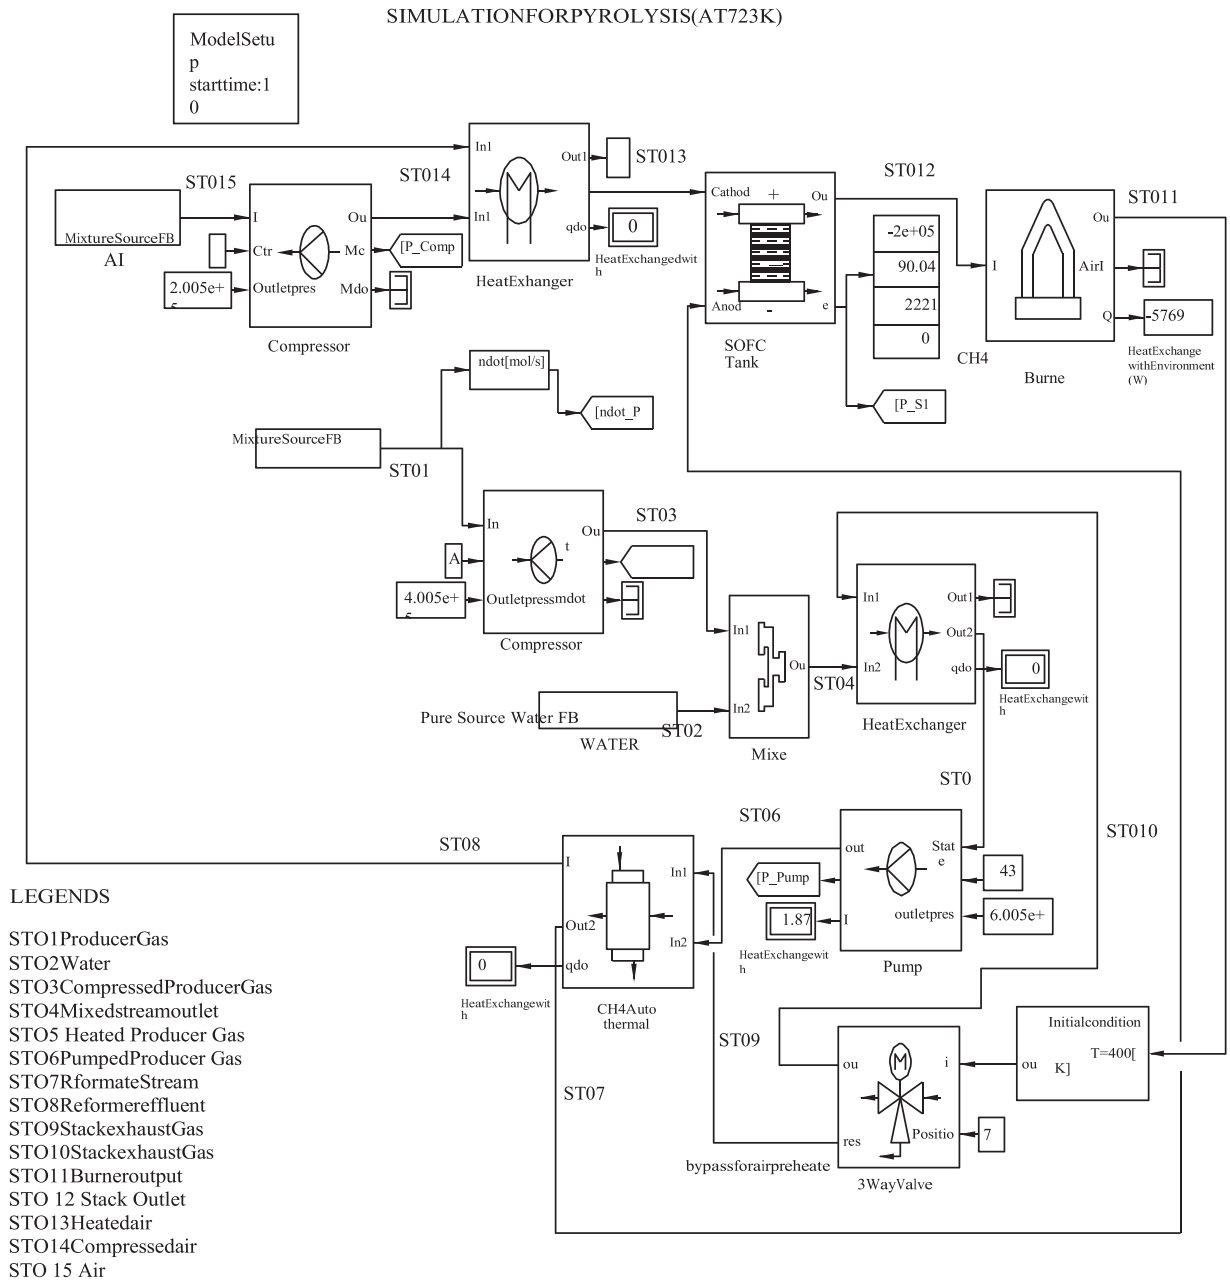 SIMULATIONFORPYROLYSIS(AT723K)
ModelSetu
p
starttime:1
0
In1
Out1
ST013
ST014
In1
qdo
0
HeatExchangedwit
h
HeatExhanger
ST015
MixtureSourceFB
AI
I
Ou
Ctr
Mc
[P_Comp
2.005e+
5
Outletpres
Mdo
Compressor
Cathod
+
Ou
Anod
-
e
SOFC
Tank
ST012
-2e+05
90.04
2221
0
CH4
[P_S1
ST011
Ou
I
AirI
Q
-5769
HeatExchange
withEnvironment
(W)
Burne
ndot[mol/s]
[ndot_P
MixtureSourceFB
ST01
In
Ou
t
A
4.005e+
5
Outletpressmdot
Compressor
ST03
In1
Ou
In2
Mixe
Pure Source Water FB
ST02
WATER
ST04
In1
Out1
Out2
In2
qdo
0
HeatExchangewit
h
HeatExchanger
ST0
ST06
ST010
out
Stat
e
43
[P_Pump
outletpres
6.005e+
1.87
I
HeatExchangewit
h
Pump
ST08
I
In1
Out2
In2
qdo
0
HeatExchangewit
h
CH4Auto
thermal
ST09
ST07
Initialcondition
T=400[
K]
ou
ou
M
i
res
Positio
7
bypassforairpreheate
3WayValve
LEGENDS
STO1ProducerGas
STO2Water
STO3CompressedProducerGas
STO4Mixedstreamoutlet
STO5 Heated Producer Gas
STO6PumpedProducer Gas
STO7RformateStream
STO8Reformereffluent
STO9StackexhaustGas
STO10StackexhaustGas
STO11Burneroutput
STO 12 Stack Outlet
STO13Heatedair
STO14Compressedair
STO 15 Air